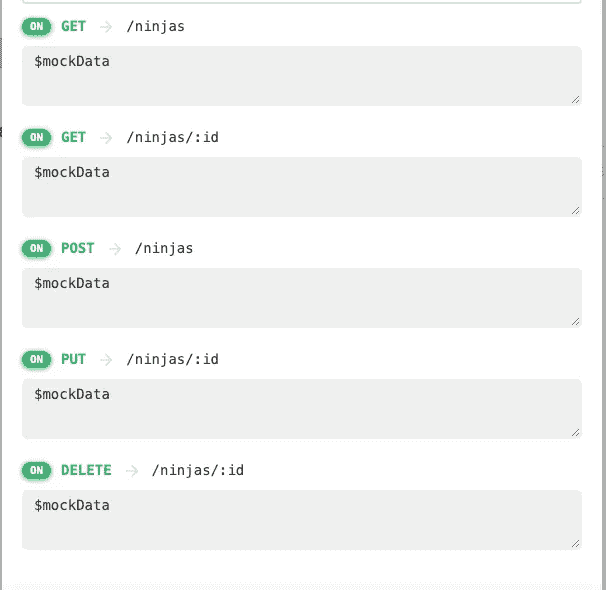 ON GET → /ninjas
$mockData
ON GET → /ninjas/:id
$mockData
ON POST → /ninjas
$mockData
ON PUT → /ninjas/:id
$mockData
ON DELETE → /ninjas/:id
$mockData